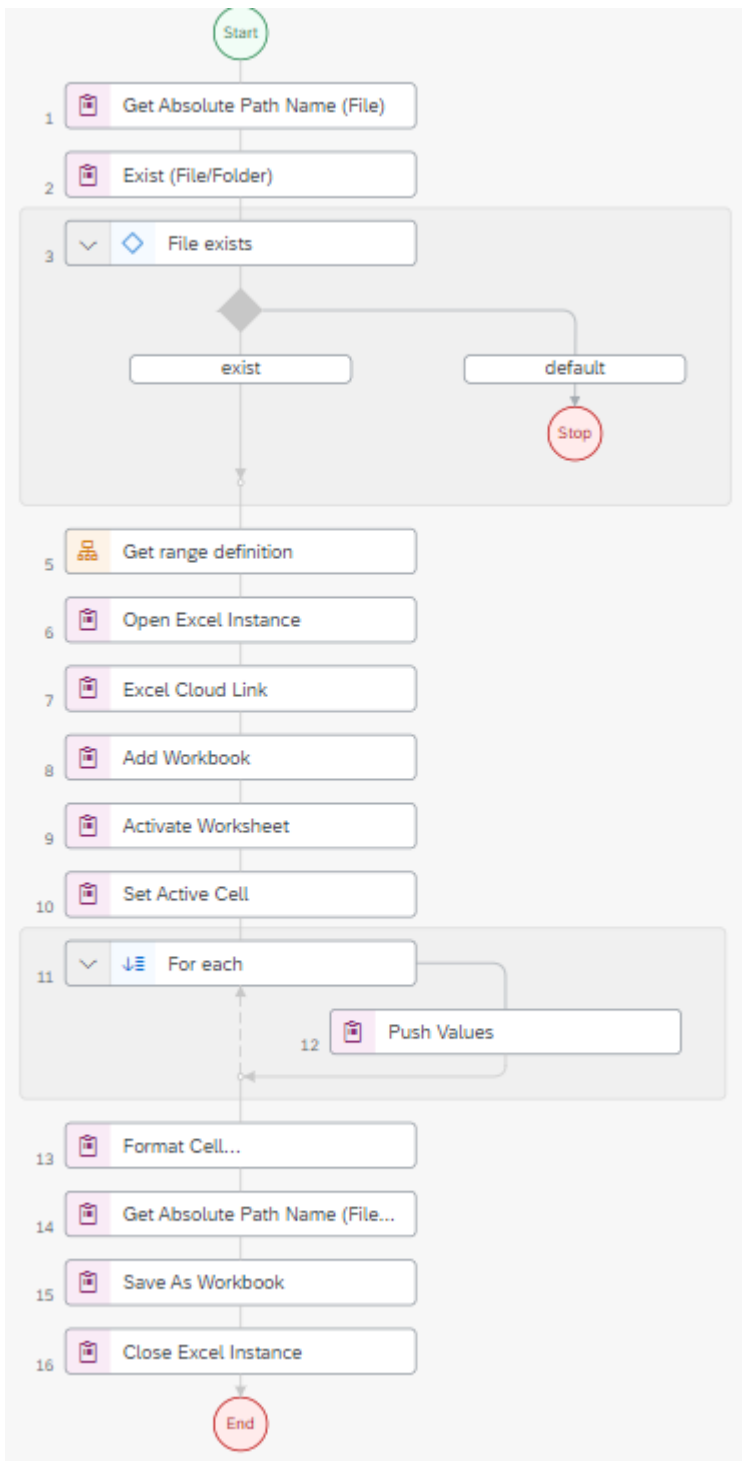 Start
1 Get Absolute Path Name (File)
2 Exist (File/Folder)
3 File exists
exist default
Stop
5 Get range definition
6 Open Excel Instance
7 Excel Cloud Link
8 Add Workbook
9 Activate Worksheet
10 Set Active Cell
11 For each
12 Push Values
13 Format Cell...
14 Get Absolute Path Name (File...
15 Save As Workbook
16 Close Excel Instance
End